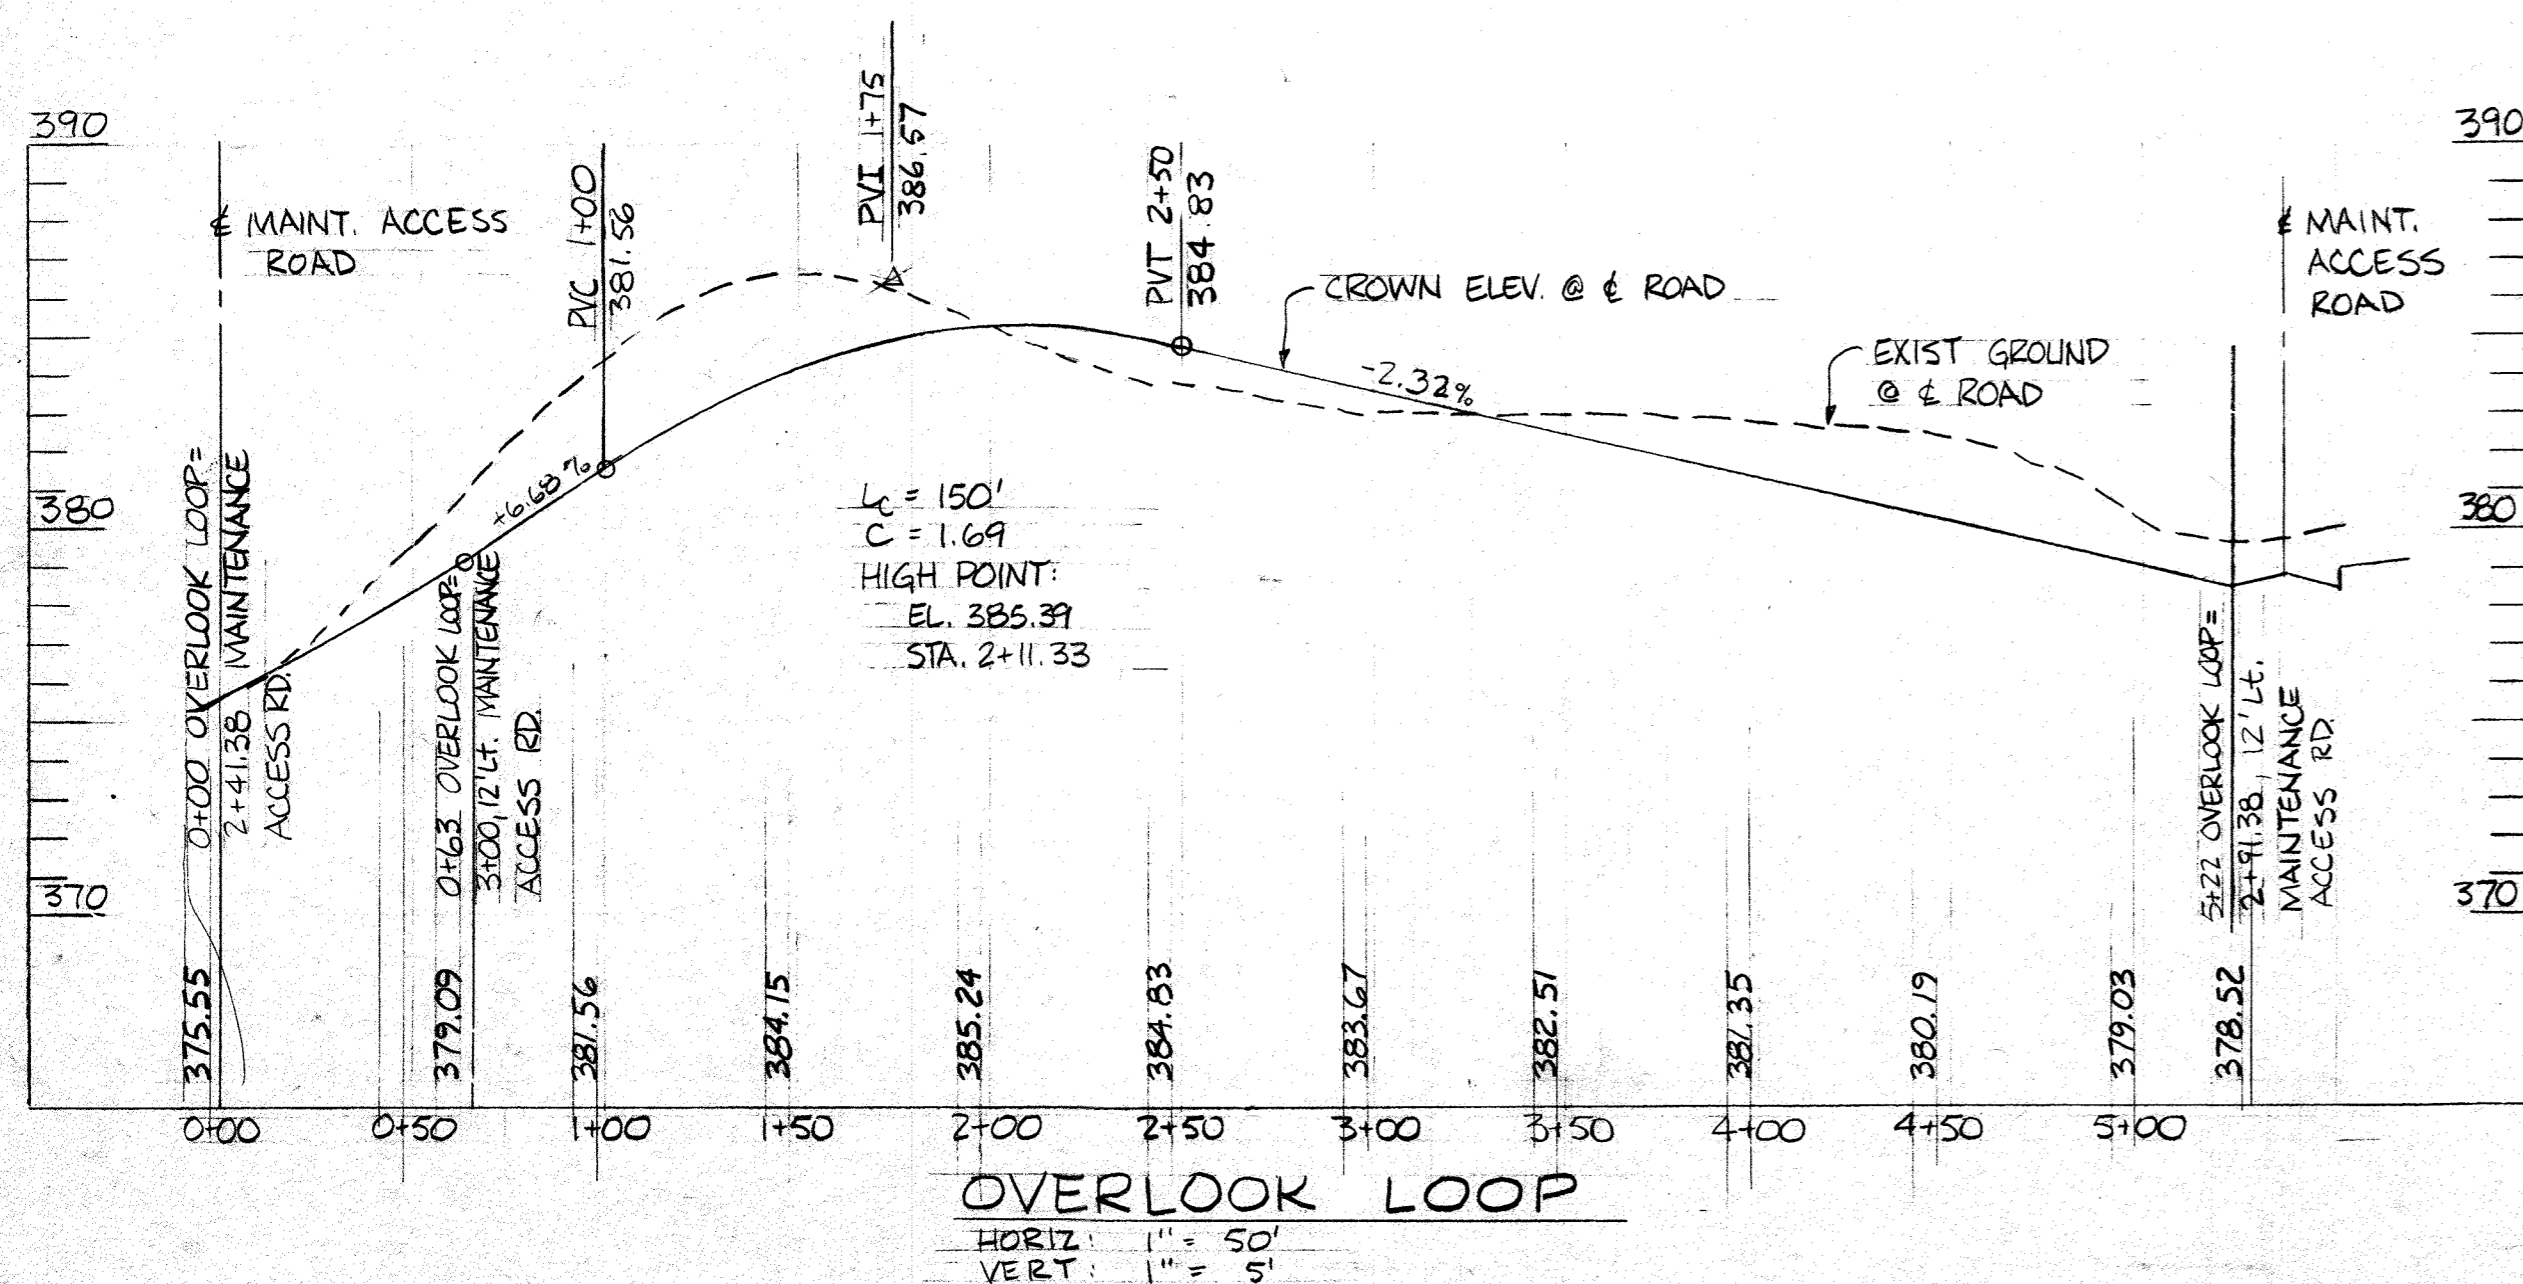 390
390
PVI 1+75
386.57
PVC 1+00
381.56
PVT 2+50
384.83
℄ MAINT. ACCESS
ROAD
℄ MAINT.
ACCESS
ROAD
CROWN ELEV. @ ℄ ROAD
-2.32%
EXIST GROUND
@ ℄ ROAD
+6.68%
380
380
LC = 150'
C = 1.69
HIGH POINT:
EL. 385.39
STA. 2+11.33
0+00 OVERLOOK LOOP=
2+41.38 MAINTENANCE
ACCESS RD.
0+63 OVERLOOK LOOP=
3+00, 12' Lt. MAINTENANCE
ACCESS RD.
5+22 OVERLOOK LOOP=
2+91.38, 12' Lt.
MAINTENANCE
ACCESS RD.
370
370
375.55
379.09
381.56
384.15
385.24
384.83
383.67
382.51
381.35
380.19
379.03
378.52
0+00 0+50 1+00 1+50 2+00 2+50 3+00 3+50 4+00 4+50 5+00
OVERLOOK LOOP
HORIZ: 1" = 50'
VERT: 1" = 5'